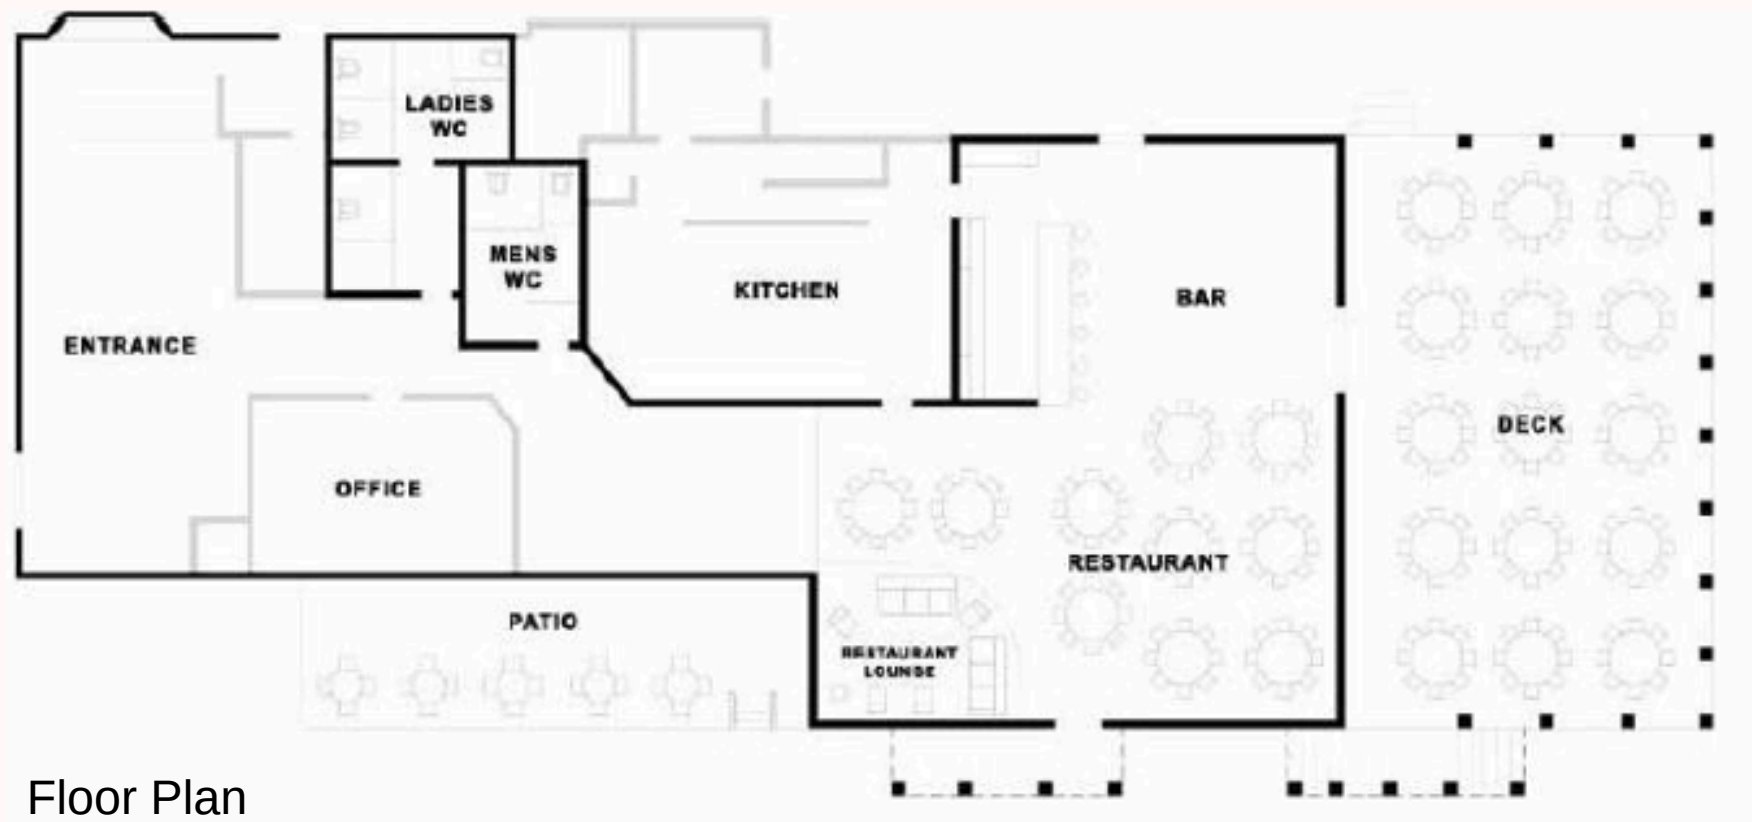 LADIES
WC
MENS
WC
KITCHEN
BAR
ENTRANCE
DECK
OFFICE
RESTAURANT
PATIO
RESTAURANT
LOUNGE
Floor Plan